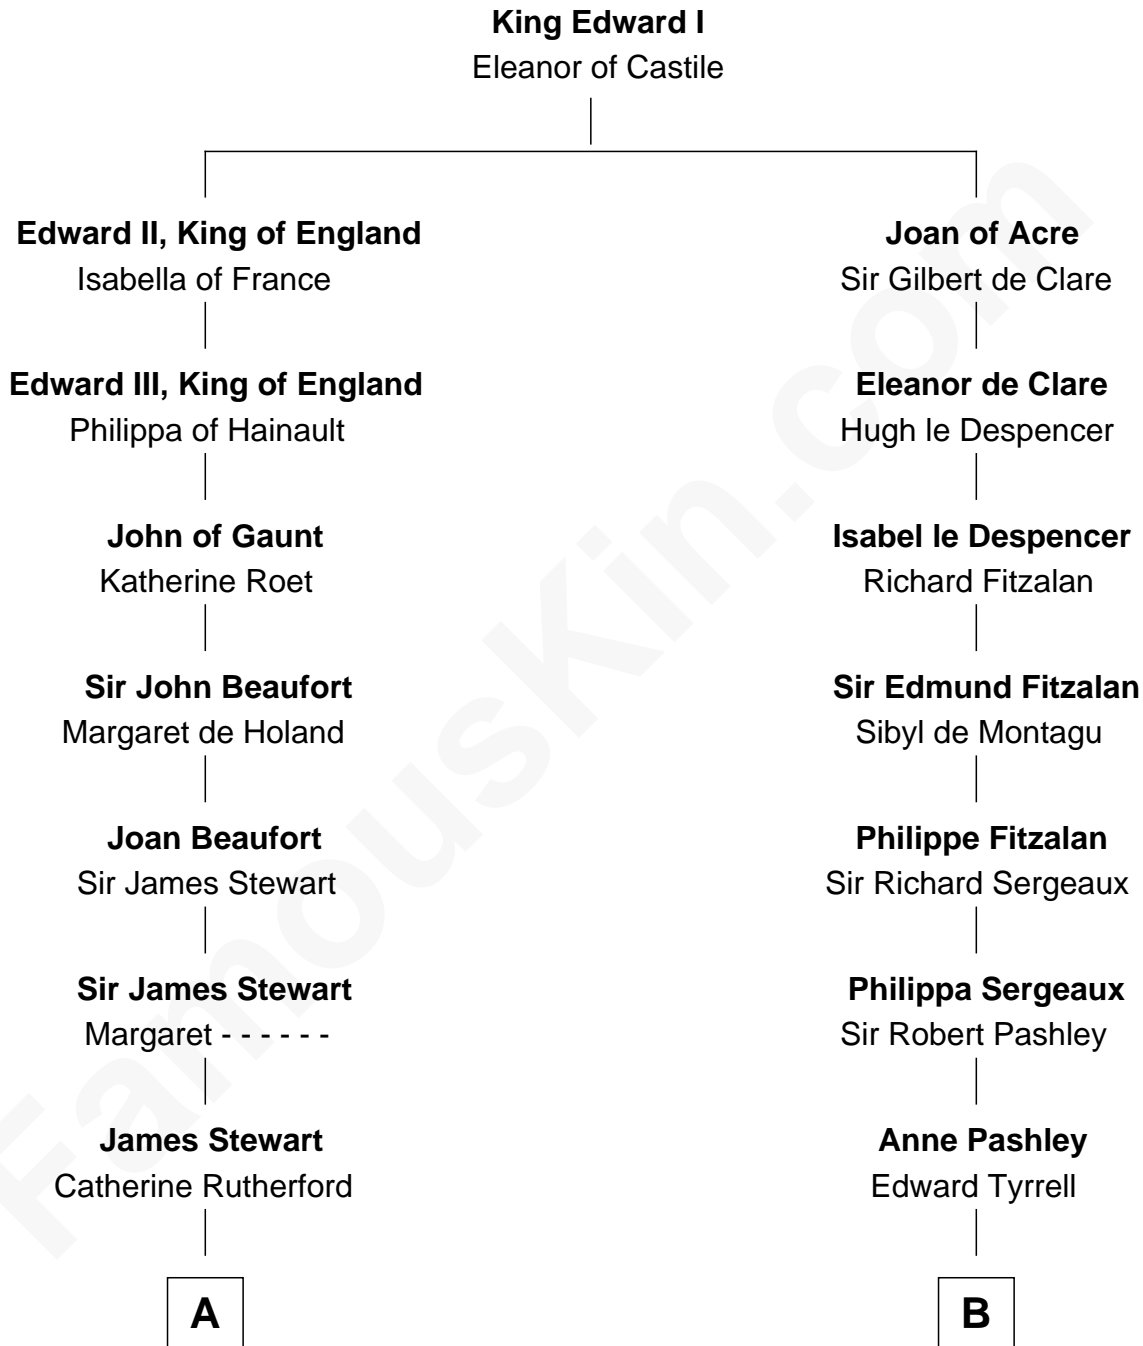 King Edward I
Eleanor of Castile
Edward II, King of England
Isabella of France
Joan of Acre
Sir Gilbert de Clare
Edward III, King of England
Philippa of Hainault
Eleanor de Clare
Hugh le Despencer
John of Gaunt
Katherine Roet
Isabel le Despencer
Richard Fitzalan
Sir John Beaufort
Margaret de Holand
Sir Edmund Fitzalan
Sibyl de Montagu
Joan Beaufort
Sir James Stewart
Philippe Fitzalan
Sir Richard Sergeaux
Sir James Stewart
Margaret - - - - - -
Philippa Sergeaux
Sir Robert Pashley
James Stewart
Catherine Rutherford
Anne Pashley
Edward Tyrrell
A
B
FamousKin.com